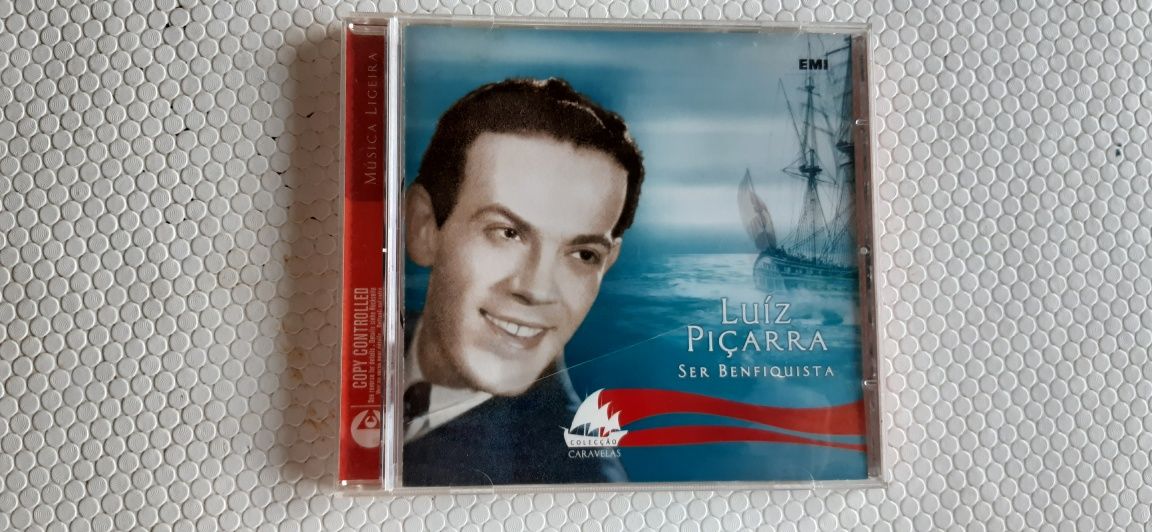 MÚSICA LIGEIRA
COPY CONTROLLED
EMI
LUÍZ
PIÇARRA
SER BENFIQUISTA
COLECÇÃO
CARAVELAS